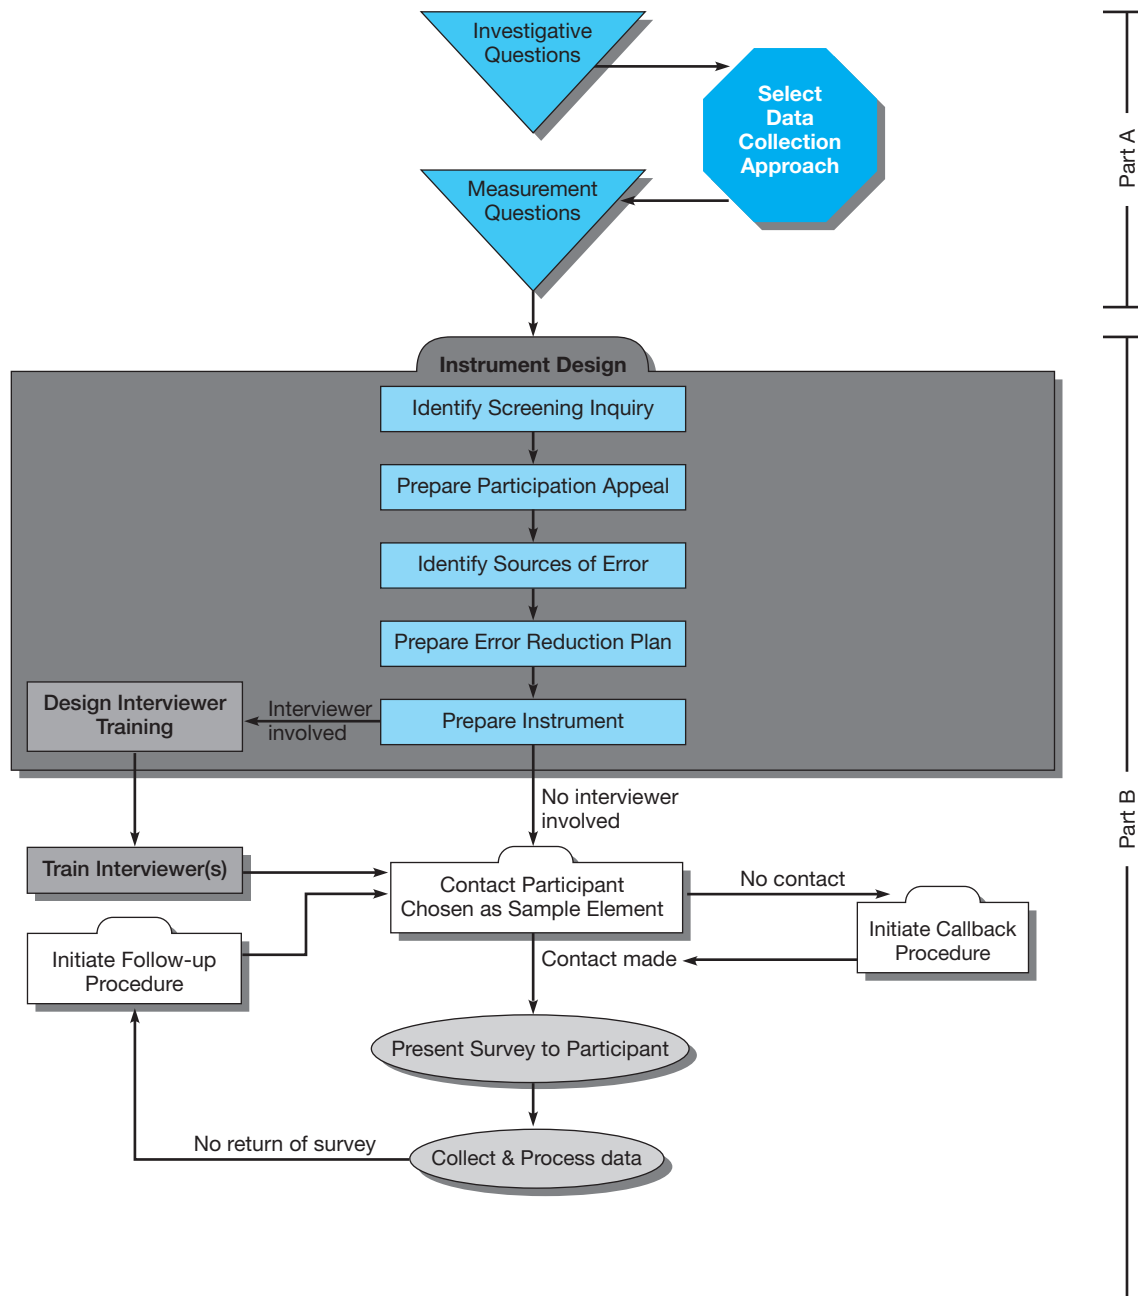 Investigative
Questions
Select
Data
Collection
Approach
Part A
Measurement
Questions
Instrument Design
Identify Screening Inquiry
Prepare Participation Appeal
Identify Sources of Error
Prepare Error Reduction Plan
Design Interviewer
Training
Interviewer
involved
Prepare Instrument
No interviewer
involved
Part B
Train Interviewer(s)
Contact Participant
Chosen as Sample Element
No contact
Initiate Callback
Procedure
Initiate Follow-up
Procedure
Contact made
Present Survey to Participant
No return of survey
Collect & Process data